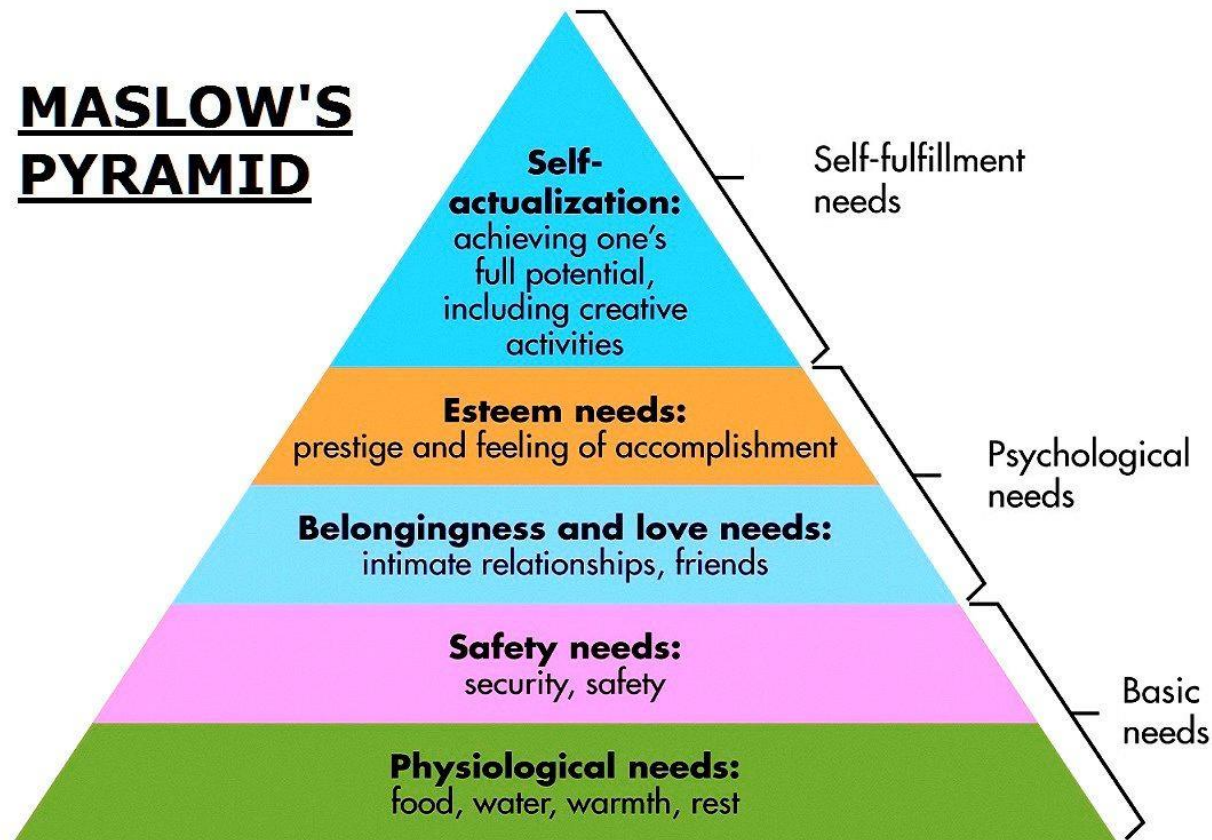 MASLOW'S
PYRAMID
Self-
actualization:
achieving one's
full potential,
including creative
activities
Self-fulfillment
needs
Esteem needs:
prestige and feeling of accomplishment
Psychological
needs
Belongingness and love needs:
intimate relationships, friends
Safety needs:
security, safety
Basic
needs
Physiological needs:
food, water, warmth, rest